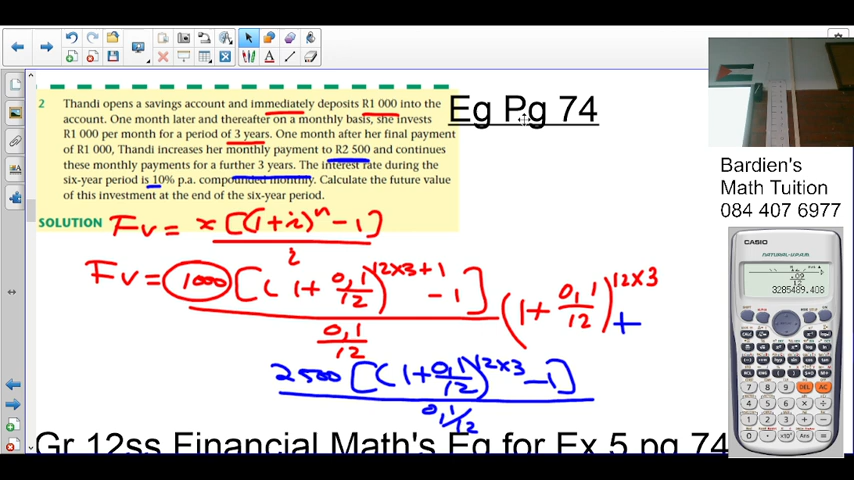 Eg Pg 74
2 Thandi opens a savings account and immediately deposits R1 000 into the
account. One month later and thereafter on a monthly basis, she invests
R1 000 per month for a period of 3 years. One month after her final payment
of R1 000, Thandi increases her monthly payment to R2 500 and continues
these monthly payments for a further 3 years. The interest rate during the
six-year period is 10% p.a. compounded monthly. Calculate the future value
of this investment at the end of the six-year period.
SOLUTION
Fv = x[(1+i)^n -1]
i
Fv = 1000[(1+ 0,1/12)^12x3+1 -1] (1+ 0,1/12)^12x3 +
0,1
12
2500[(1+ 0,1/12)^12x3 -1]
0,1/12
Gr 12ss Financial Math's Eg for Ex 5 pg 74
Bardien's
Math Tuition
084 407 6977
CASIO
NATURAL-V.P.A.M.
.09
12
3285489.408